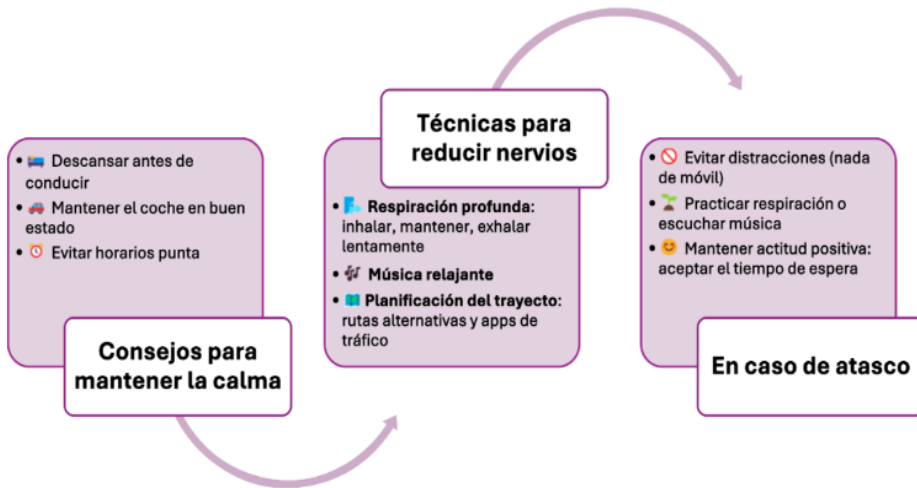 • 🛌 Descansar antes de
conducir
• 🚗 Mantener el coche en buen
estado
• ⏰ Evitar horarios punta
Consejos para
mantener la calma
Técnicas para
reducir nervios
• 🌬️ Respiración profunda:
inhalar, mantener, exhalar
lentamente
• 🎶 Música relajante
• 🗺️ Planificación del trayecto:
rutas alternativas y apps de
tráfico
• 🚫 Evitar distracciones (nada
de móvil)
• 🌱 Practicar respiración o
escuchar música
• 😊 Mantener actitud positiva:
aceptar el tiempo de espera
En caso de atasco